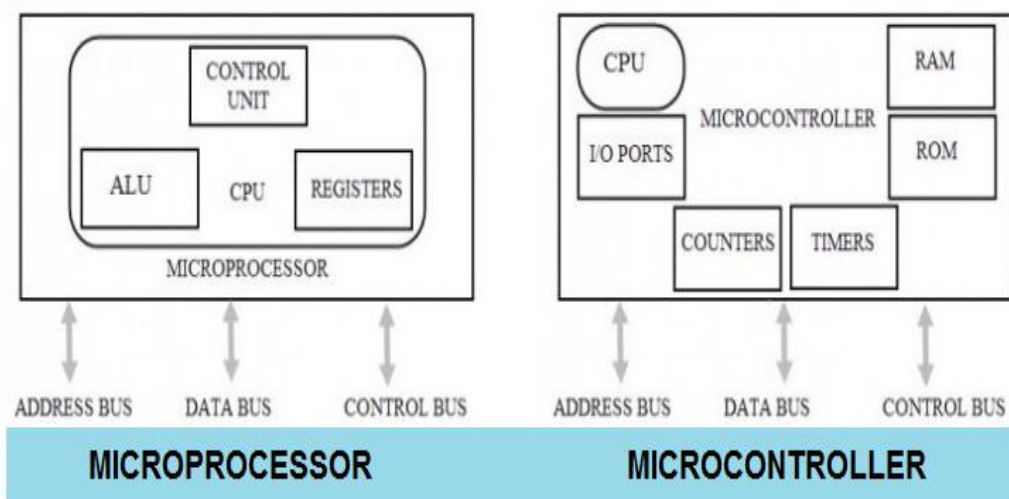 CONTROL
UNIT
ALU
CPU
REGISTERS
MICROPROCESSOR
ADDRESS BUS
DATA BUS
CONTROL BUS
MICROPROCESSOR
CPU
RAM
MICROCONTROLLER
I/O PORTS
ROM
COUNTERS
TIMERS
ADDRESS BUS
DATA BUS
CONTROL BUS
MICROCONTROLLER